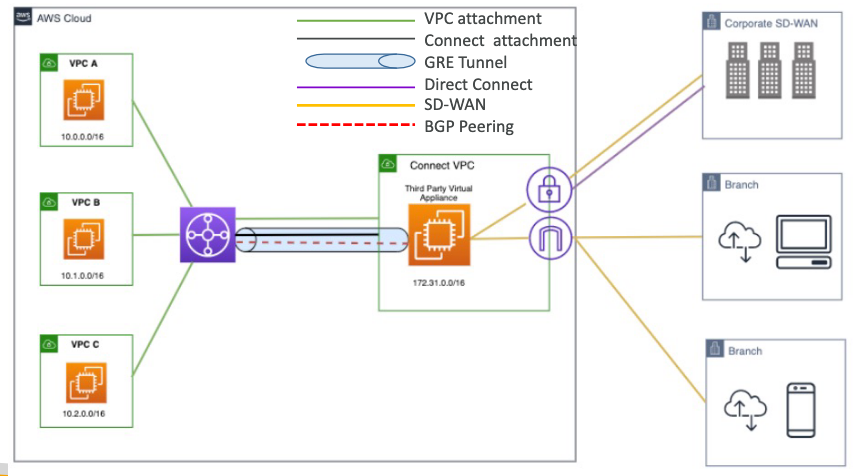 aws
AWS Cloud
VPC attachment
Connect attachment
GRE Tunnel
Direct Connect
SD-WAN
BGP Peering
VPC A
10.0.0.0/16
VPC B
10.1.0.0/16
VPC C
10.2.0.0/16
Connect VPC
Third Party Virtual
Appliance
172.31.0.0/16
Corporate SD-WAN
Branch
Branch